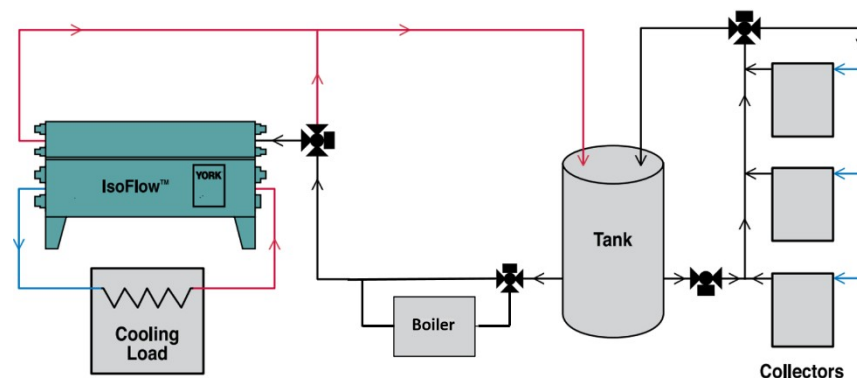 YORK
IsoFlow™
Tank
Boiler
Cooling
Load
Collectors